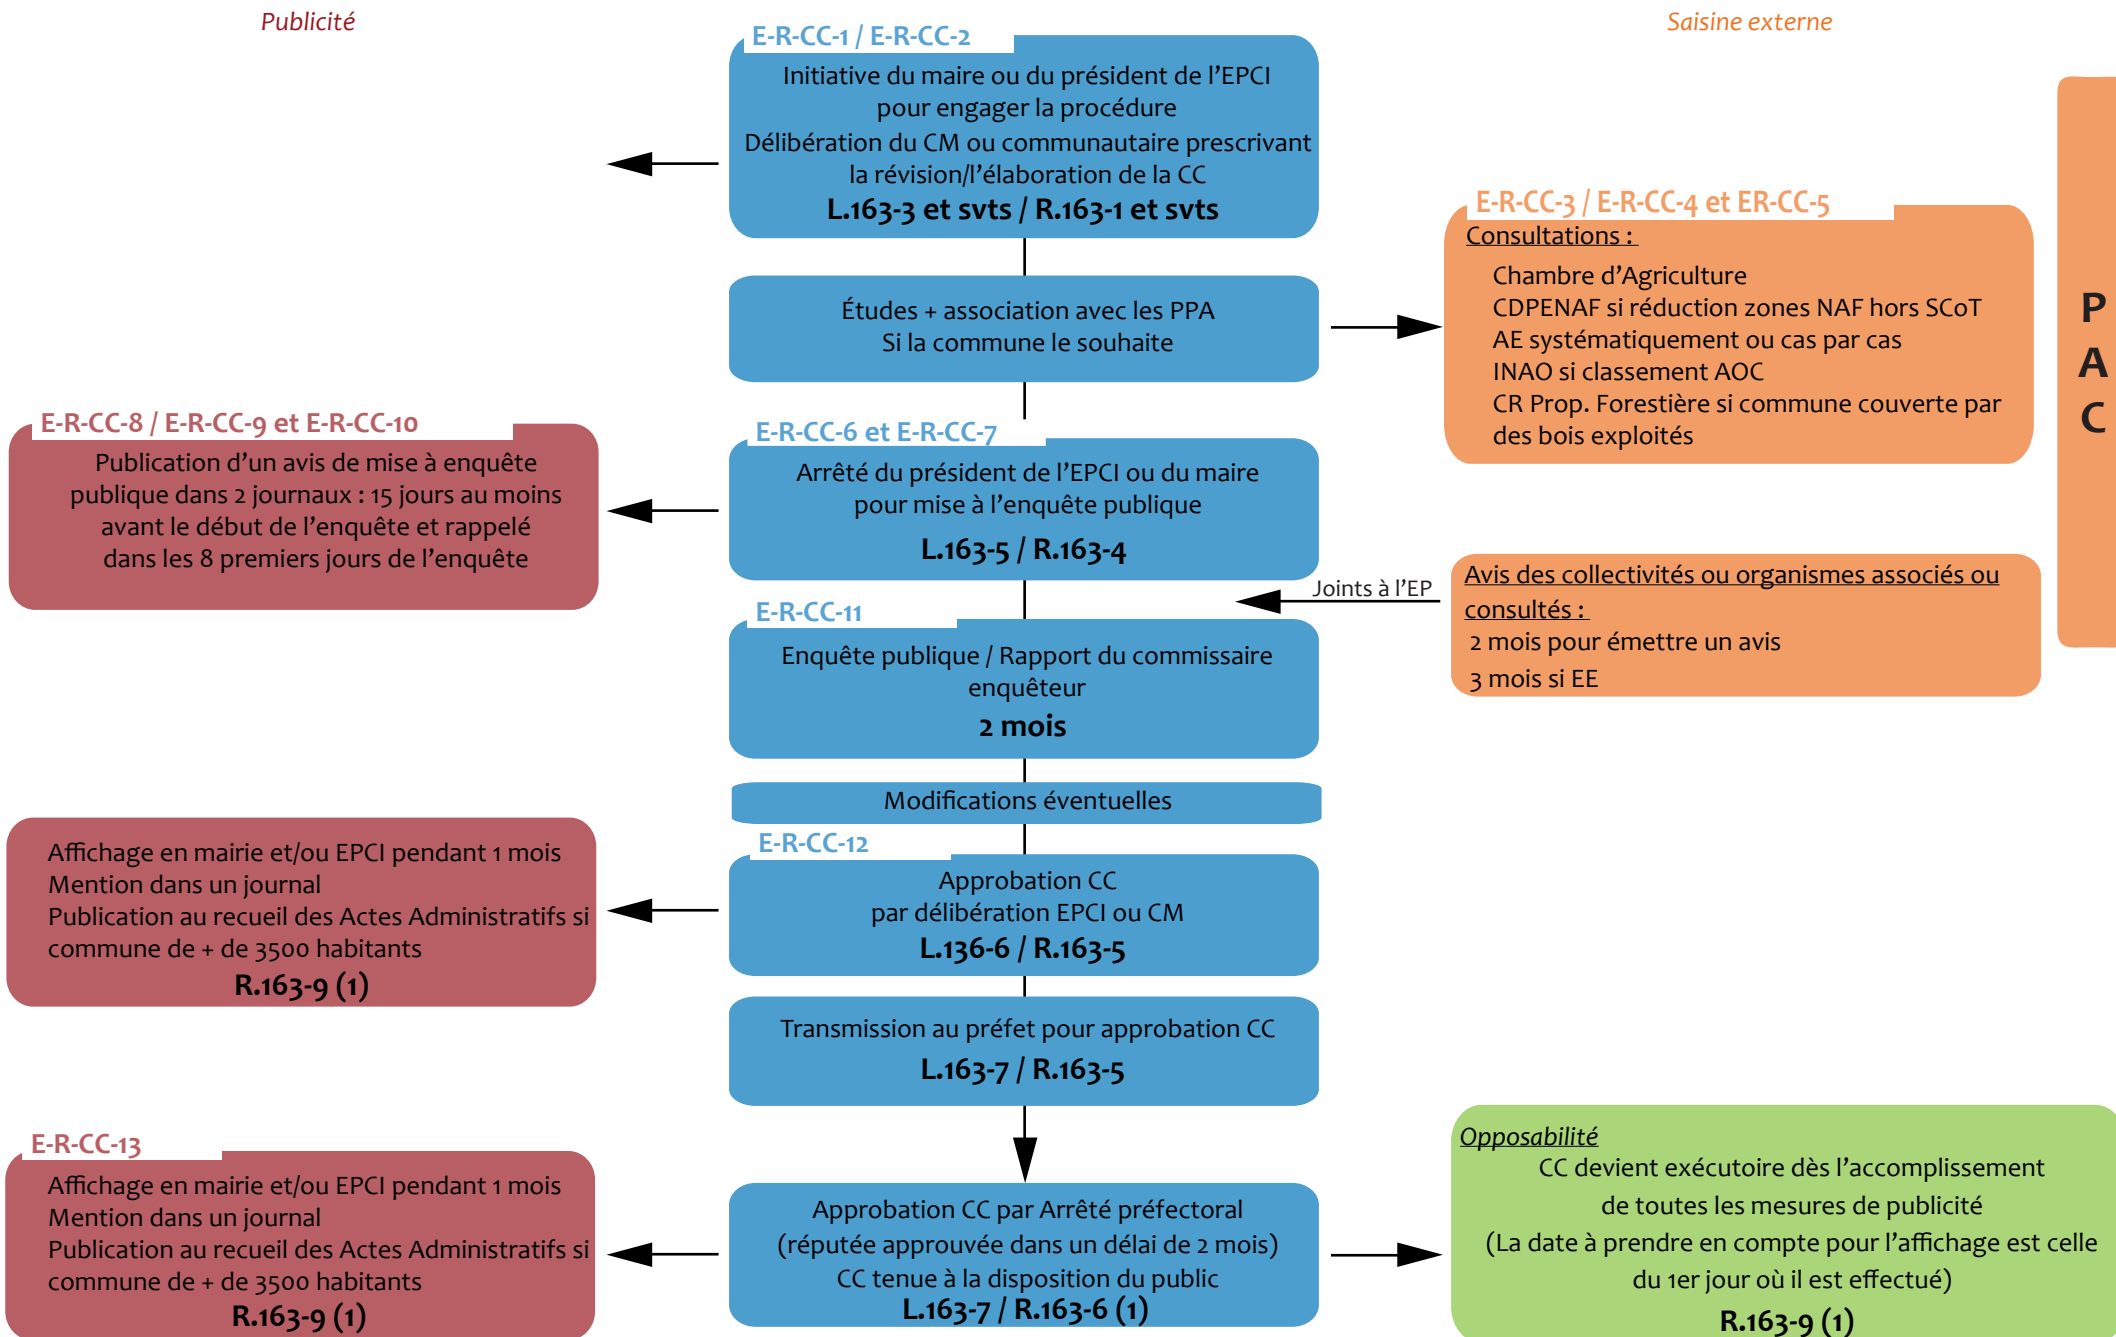 Publicité
Saisine externe
E-R-CC-1 / E-R-CC-2
Initiative du maire ou du président de l’EPCI
pour engager la procédure
Délibération du CM ou communautaire prescrivant
la révision/l’élaboration de la CC
L.163-3 et svts / R.163-1 et svts
Études + association avec les PPA
Si la commune le souhaite
E-R-CC-3 / E-R-CC-4 et ER-CC-5
Consultations :
Chambre d’Agriculture
CDPENAF si réduction zones NAF hors SCoT
AE systématiquement ou cas par cas
INAO si classement AOC
CR Prop. Forestière si commune couverte par
des bois exploités
P
A
C
E-R-CC-8 / E-R-CC-9 et E-R-CC-10
Publication d’un avis de mise à enquête
publique dans 2 journaux : 15 jours au moins
avant le début de l’enquête et rappelé
dans les 8 premiers jours de l’enquête
E-R-CC-6 et E-R-CC-7
Arrêté du président de l’EPCI ou du maire
pour mise à l’enquête publique
L.163-5 / R.163-4
Joints à l’EP
Avis des collectivités ou organismes associés ou
consultés :
2 mois pour émettre un avis
3 mois si EE
E-R-CC-11
Enquête publique / Rapport du commissaire
enquêteur
2 mois
Modifications éventuelles
E-R-CC-12
Approbation CC
par délibération EPCI ou CM
L.136-6 / R.163-5
Affichage en mairie et/ou EPCI pendant 1 mois
Mention dans un journal
Publication au recueil des Actes Administratifs si
commune de + de 3500 habitants
R.163-9 (1)
Transmission au préfet pour approbation CC
L.163-7 / R.163-5
E-R-CC-13
Affichage en mairie et/ou EPCI pendant 1 mois
Mention dans un journal
Publication au recueil des Actes Administratifs si
commune de + de 3500 habitants
R.163-9 (1)
Approbation CC par Arrêté préfectoral
(réputée approuvée dans un délai de 2 mois)
CC tenue à la disposition du public
L.163-7 / R.163-6 (1)
Opposabilité
CC devient exécutoire dès l’accomplissement
de toutes les mesures de publicité
(La date à prendre en compte pour l’affichage est celle
du 1er jour où il est effectué)
R.163-9 (1)